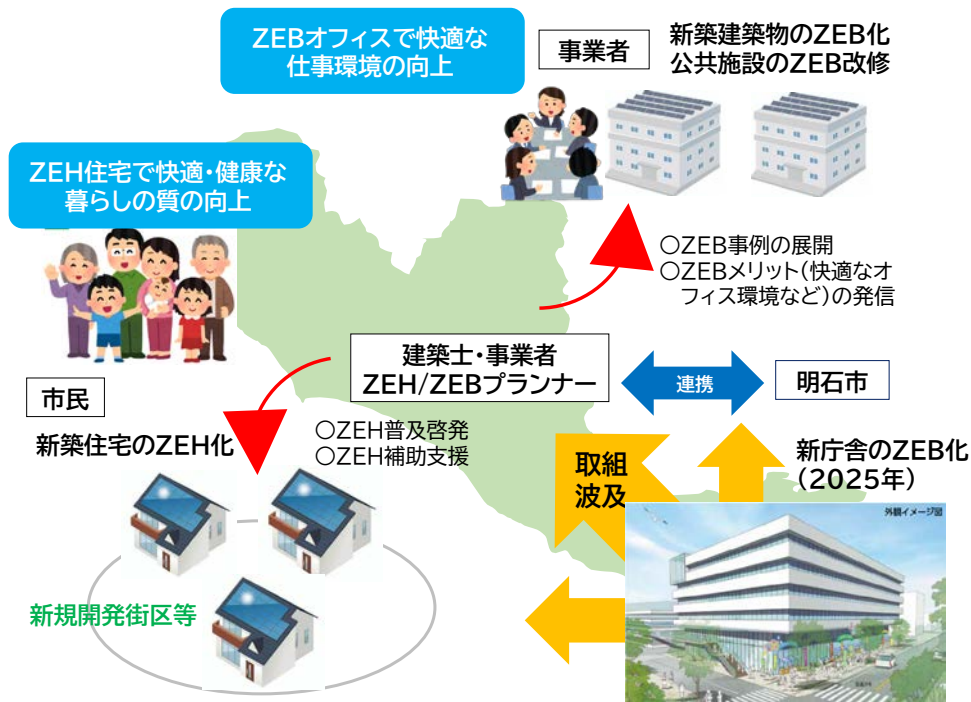 ZEBオフィスで快適な
仕事環境の向上
事業者
新築建築物のZEB化
公共施設のZEB改修
ZEH住宅で快適・健康な
暮らしの質の向上
○ZEB事例の展開
○ZEBメリット(快適なオ
フィス環境など)の発信
建築士・事業者
ZEH/ZEBプランナー
連携
明石市
市民
新築住宅のZEH化
○ZEH普及啓発
○ZEH補助支援
取組
波及
新庁舎のZEB化
(2025年)
外観イメージ図
新規開発街区等